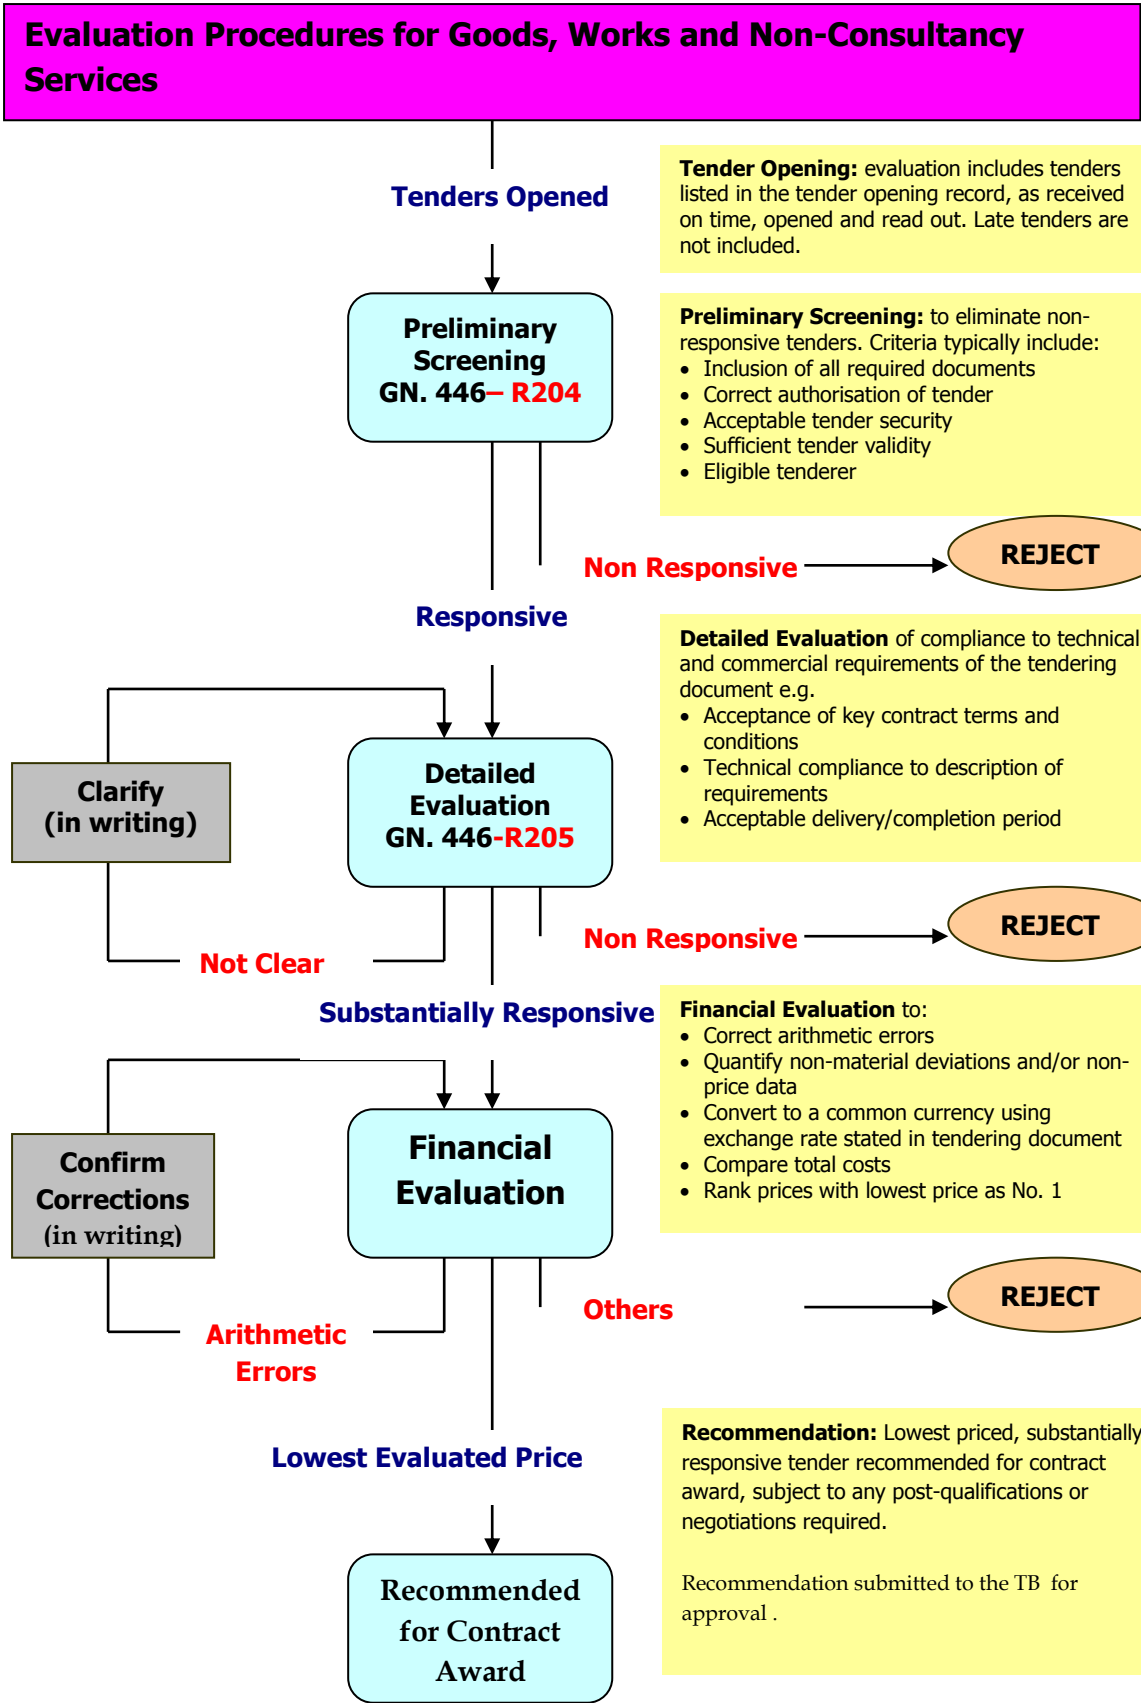 Evaluation Procedures for Goods, Works and Non-Consultancy
Services
Tenders Opened
Tender Opening: evaluation includes tenders
listed in the tender opening record, as received
on time, opened and read out. Late tenders are
not included.
Preliminary
Screening
GN. 446– R204
Preliminary Screening: to eliminate non-
responsive tenders. Criteria typically include:
• Inclusion of all required documents
• Correct authorisation of tender
• Acceptable tender security
• Sufficient tender validity
• Eligible tenderer
Non Responsive
REJECT
Responsive
Detailed Evaluation of compliance to technical
and commercial requirements of the tendering
document e.g.
• Acceptance of key contract terms and
conditions
• Technical compliance to description of
requirements
• Acceptable delivery/completion period
Clarify
(in writing)
Detailed
Evaluation
GN. 446-R205
Non Responsive
REJECT
Not Clear
Substantially Responsive
Financial Evaluation to:
• Correct arithmetic errors
• Quantify non-material deviations and/or non-
price data
• Convert to a common currency using
exchange rate stated in tendering document
• Compare total costs
• Rank prices with lowest price as No. 1
Confirm
Corrections
(in writing)
Financial
Evaluation
Others
REJECT
Arithmetic
Errors
Lowest Evaluated Price
Recommendation: Lowest priced, substantially
responsive tender recommended for contract
award, subject to any post-qualifications or
negotiations required.
Recommendation submitted to the TB  for
approval .
Recommended
for Contract
Award